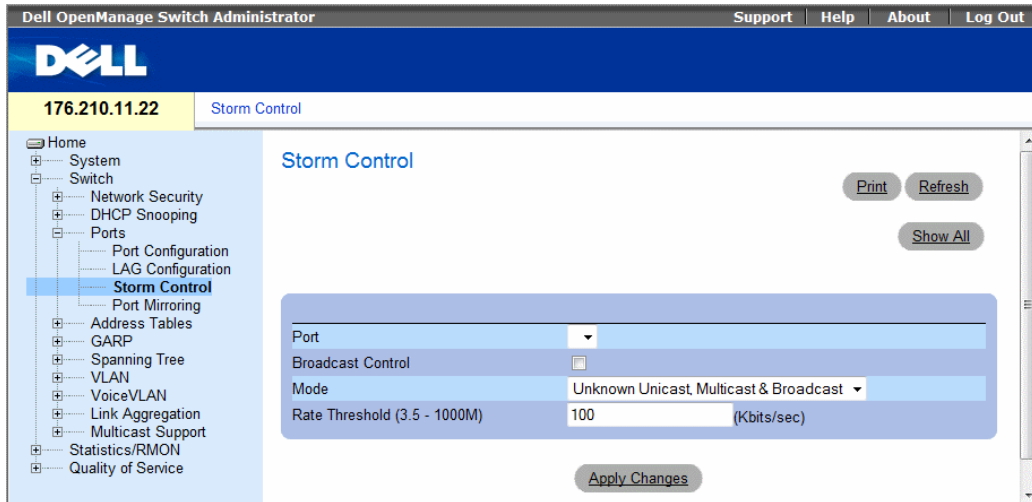 Dell OpenManage Switch Administrator
Support | Help | About | Log Out
DELL
176.210.11.22
Storm Control
Home
System
Switch
Network Security
DHCP Snooping
Ports
Port Configuration
LAG Configuration
Storm Control
Port Mirroring
Address Tables
GARP
Spanning Tree
VLAN
VoiceVLAN
Link Aggregation
Multicast Support
Statistics/RMON
Quality of Service
Storm Control
Print
Refresh
Show All
Port
Broadcast Control
Mode
Unknown Unicast, Multicast & Broadcast
Rate Threshold (3.5 - 1000M)
100
(Kbits/sec)
Apply Changes